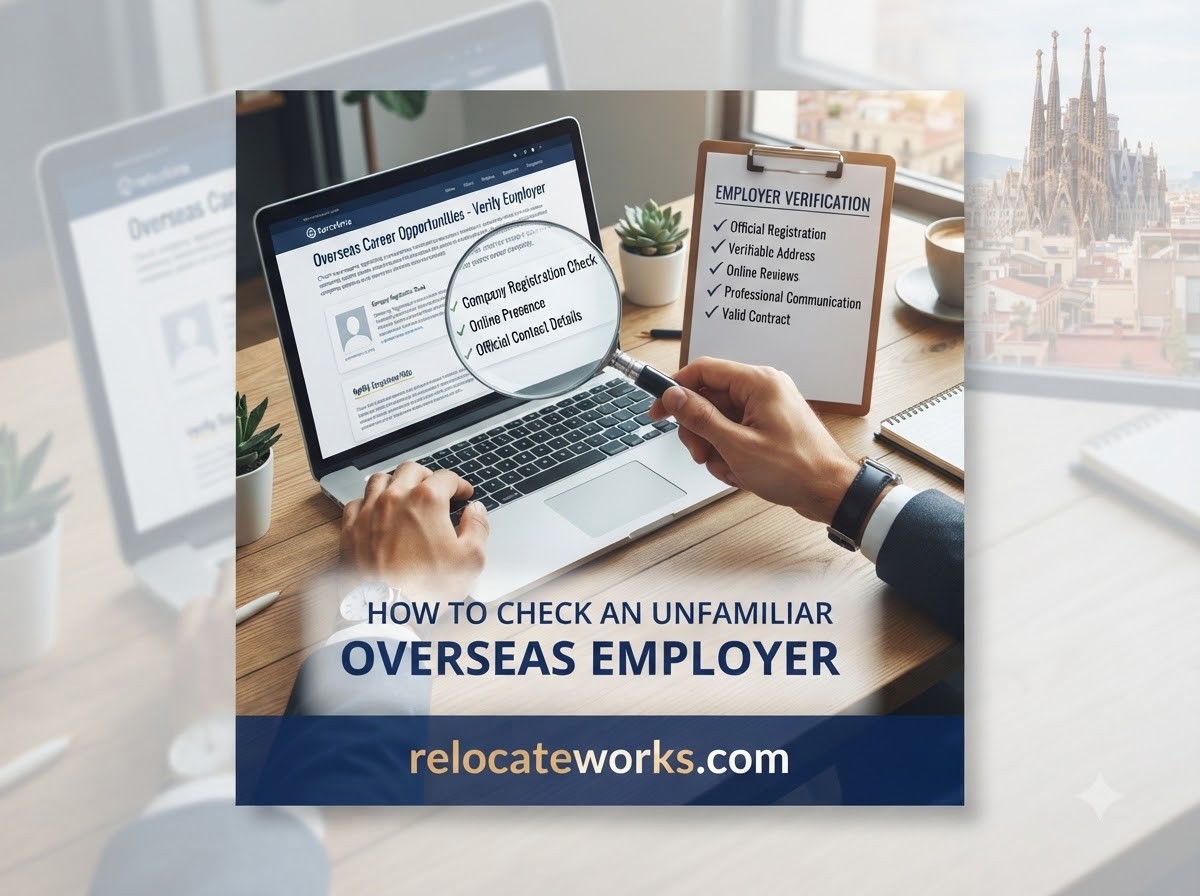 Overseas Career Opportunities - Verify Employer
Company Registration Check
Online Presence
Official Contact Details
EMPLOYER VERIFICATION
✓ Official Registration
✓ Verifiable Address
✓ Online Reviews
✓ Professional Communication
✓ Valid Contract
HOW TO CHECK AN UNFAMILIAR
OVERSEAS EMPLOYER
relocateworks.com